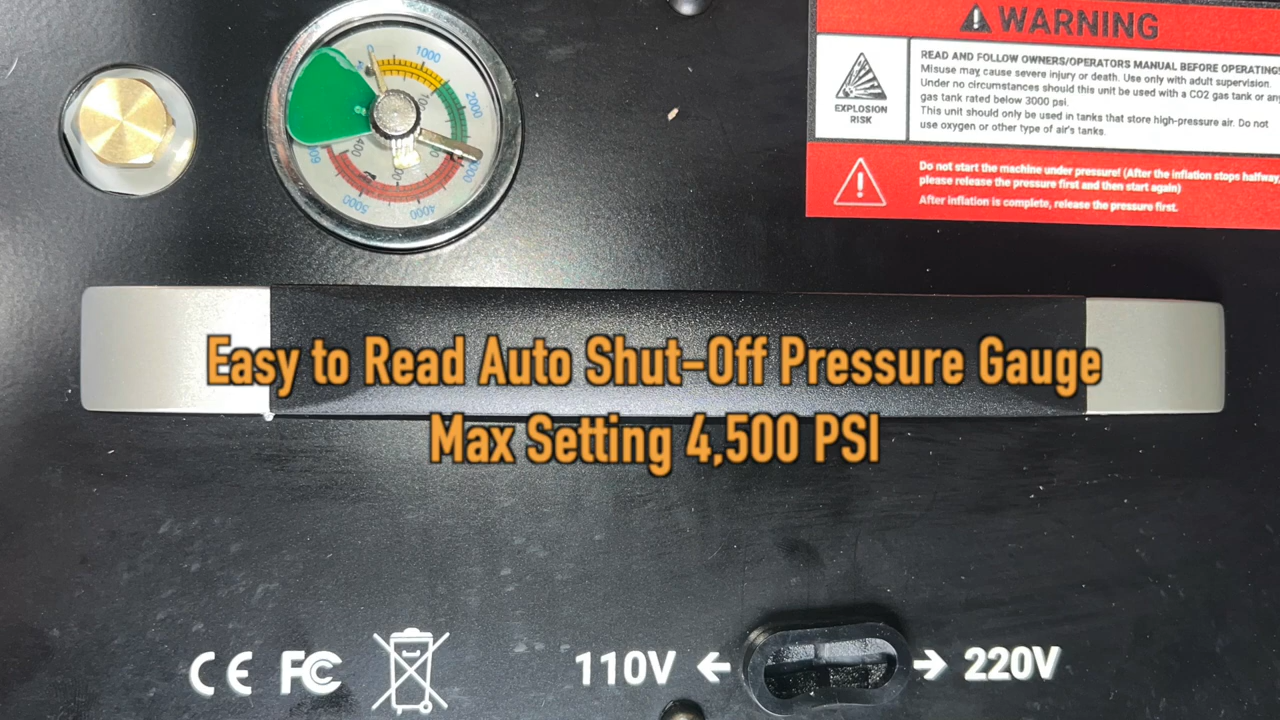 WARNING
READ AND FOLLOW OWNERS/OPERATORS MANUAL BEFORE OPERATING
Misuse may cause severe injury or death. Use only with adult supervision.
Under no circumstances should this unit be used with a CO2 gas tank or any
gas tank rated below 3000 psi.
This unit should only be used in tanks that store high-pressure air. Do not
use oxygen or other type of air's tanks.
EXPLOSION
RISK
Do not start the machine under pressure! (After the inflation stops halfway,
please release the pressure first and then start again)
After inflation is complete, release the pressure first.
0
1000
2000
3000
4000
5000
Easy to Read Auto Shut-Off Pressure Gauge
Max Setting 4,500 PSI
CE FC
110V ← → 220V